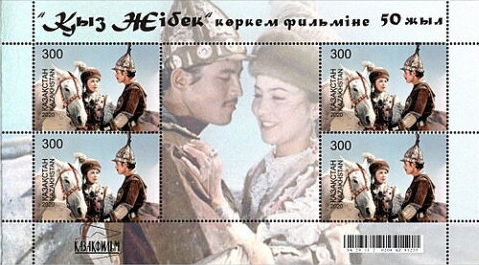 "Қыз Жібек" көркем фильміне 50 жыл
300
ҚАЗАҚСТАН
KAZAKHSTAN
2020
300
ҚАЗАҚСТАН
KAZAKHSTAN
2020
300
ҚАЗАҚСТАН
KAZAKHSTAN
2020
300
ҚАЗАҚСТАН
KAZAKHSTAN
2020
ҚАЗАҚФИЛЬМ